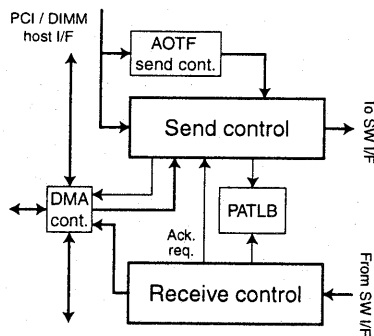 PCI / DIMM
host I/F
AOTF
send cont.
Send control
To SW I/F
DMA
cont.
PATLB
Ack.
req.
Receive control
From SW I/F